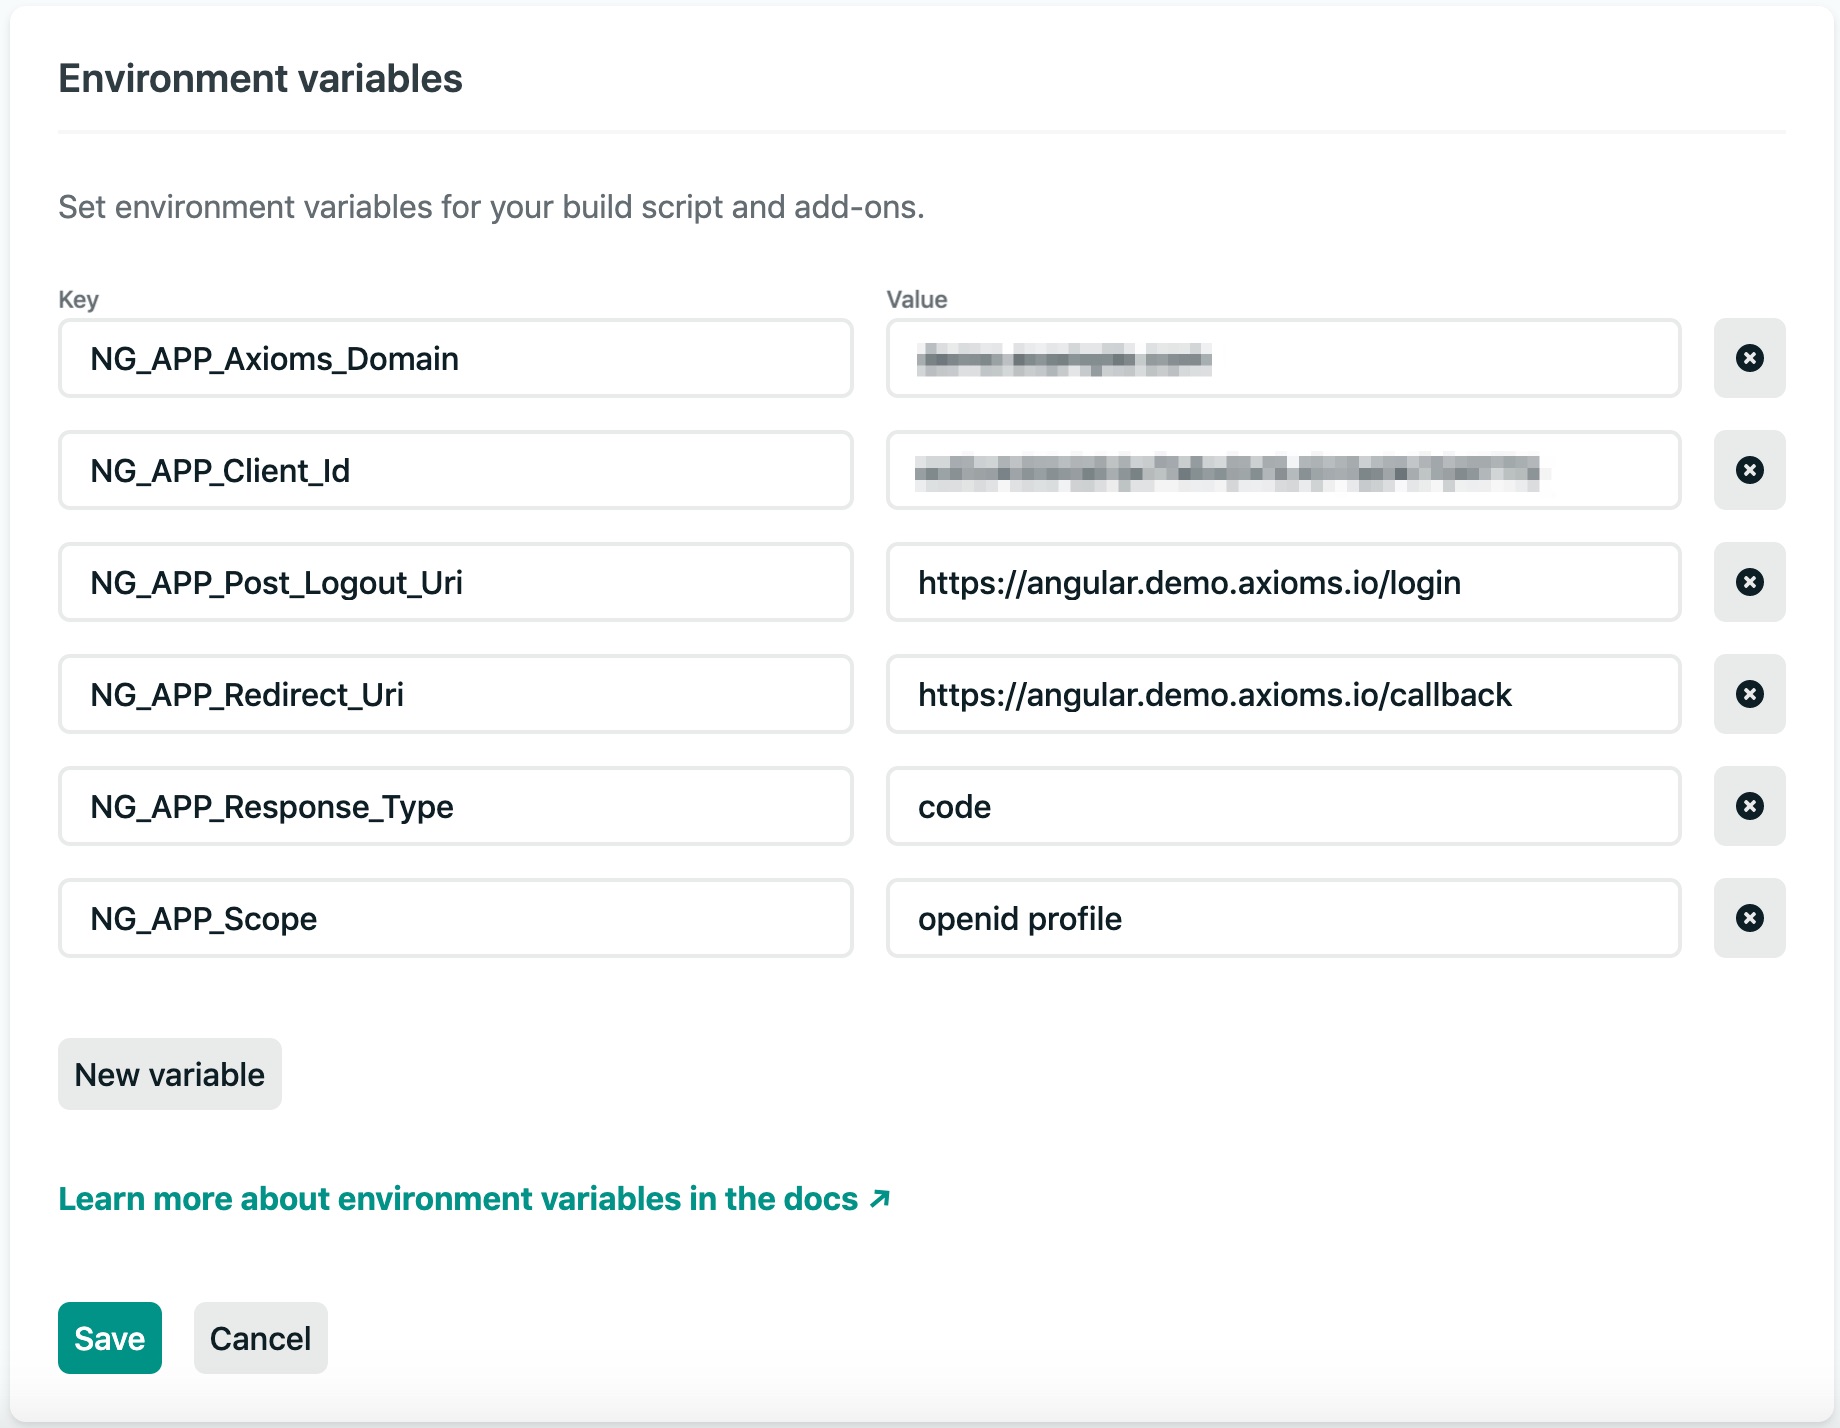 Environment variables
Set environment variables for your build script and add-ons.
Key Value
NG_APP_Axioms_Domain
NG_APP_Client_Id
NG_APP_Post_Logout_Uri https://angular.demo.axioms.io/login
NG_APP_Redirect_Uri https://angular.demo.axioms.io/callback
NG_APP_Response_Type code
NG_APP_Scope openid profile
New variable
Learn more about environment variables in the docs ↗
Save Cancel